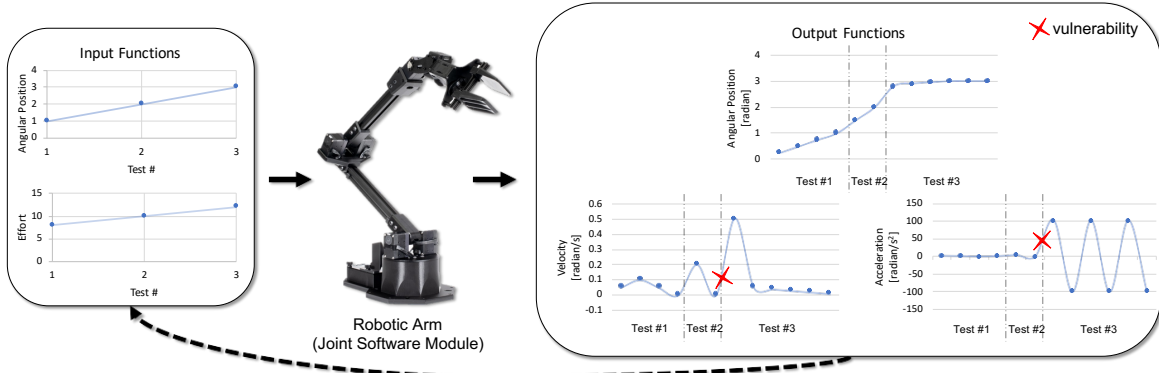 Input Functions
Angular Position
4
3
2
1
0
1 2 3
Test #
Effort
15
10
5
0
1 2 3
Test #
Robotic Arm
(Joint Software Module)
Output Functions
vulnerability
Angular Position
[radian]
4
3
2
1
0
Test #1 Test #2 Test #3
Velocity
[radian/s]
0.6
0.5
0.4
0.3
0.2
0.1
0
-0.1
Test #1 Test #2 Test #3
Acceleration
[radian/s²]
150
100
50
0
-50
-100
-150
Test #1 Test #2 Test #3